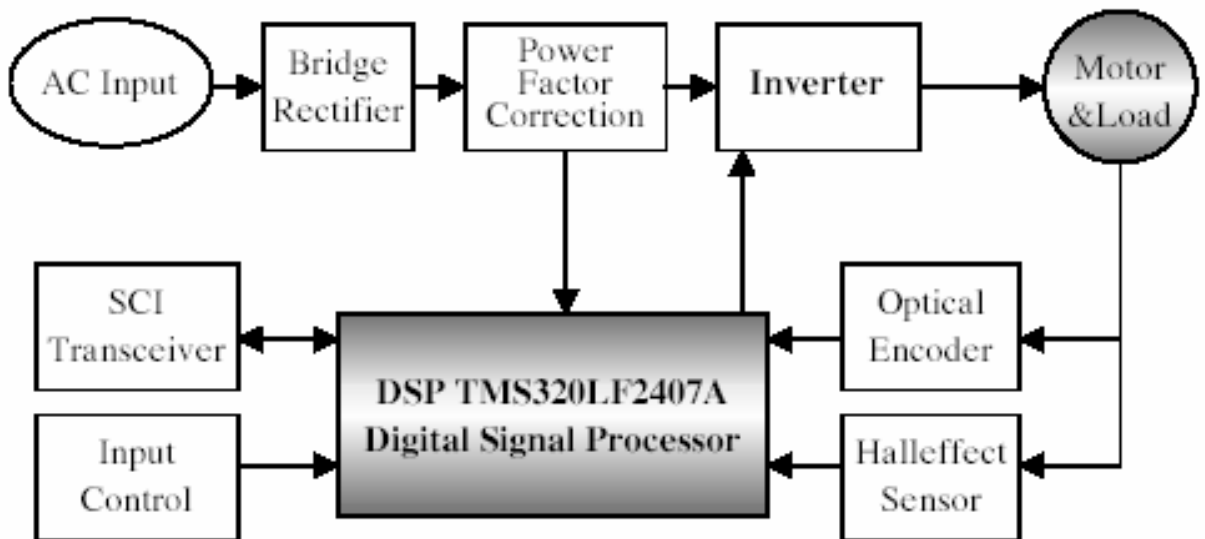 AC Input
Bridge
Rectifier
Power
Factor
Correction
Inverter
Motor
&Load
SCI
Transceiver
DSP TMS320LF2407A
Digital Signal Processor
Optical
Encoder
Input
Control
Halleffect
Sensor